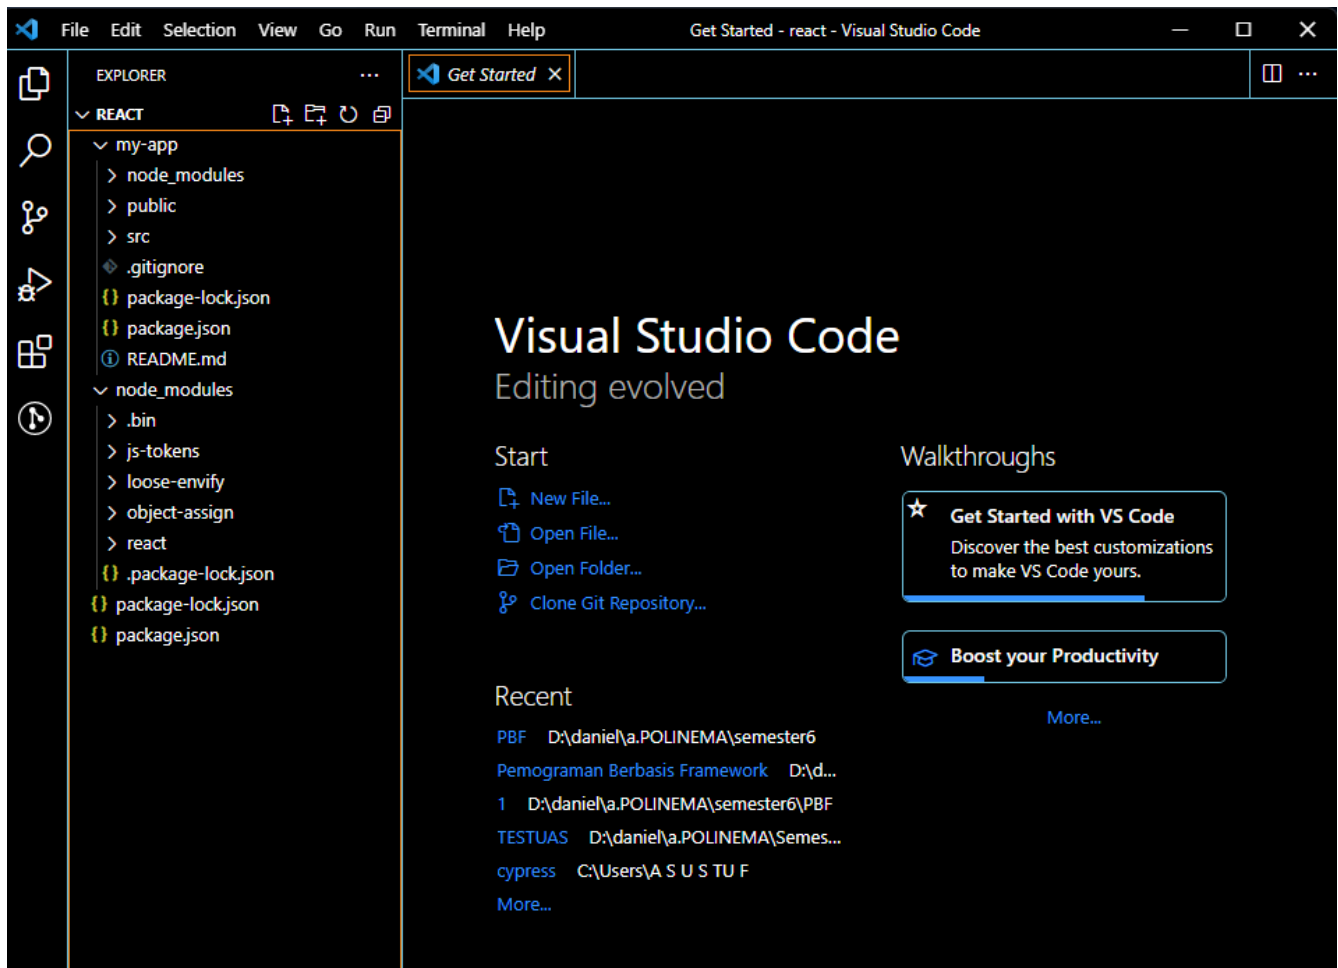 File Edit Selection View Go Run Terminal Help Get Started - react - Visual Studio Code
EXPLORER
Get Started
REACT
my-app
node_modules
public
src
.gitignore
package-lock.json
package.json
README.md
node_modules
.bin
js-tokens
loose-envify
object-assign
react
.package-lock.json
package-lock.json
package.json
Visual Studio Code
Editing evolved
Start
New File...
Open File...
Open Folder...
Clone Git Repository...
Recent
PBF D:\daniel\a.POLINEMA\semester6
Pemograman Berbasis Framework D:\d...
1 D:\daniel\a.POLINEMA\semester6\PBF
TESTUAS D:\daniel\a.POLINEMA\Semes...
cypress C:\Users\A S U S TU F
More...
Walkthroughs
Get Started with VS Code
Discover the best customizations
to make VS Code yours.
Boost your Productivity
More...